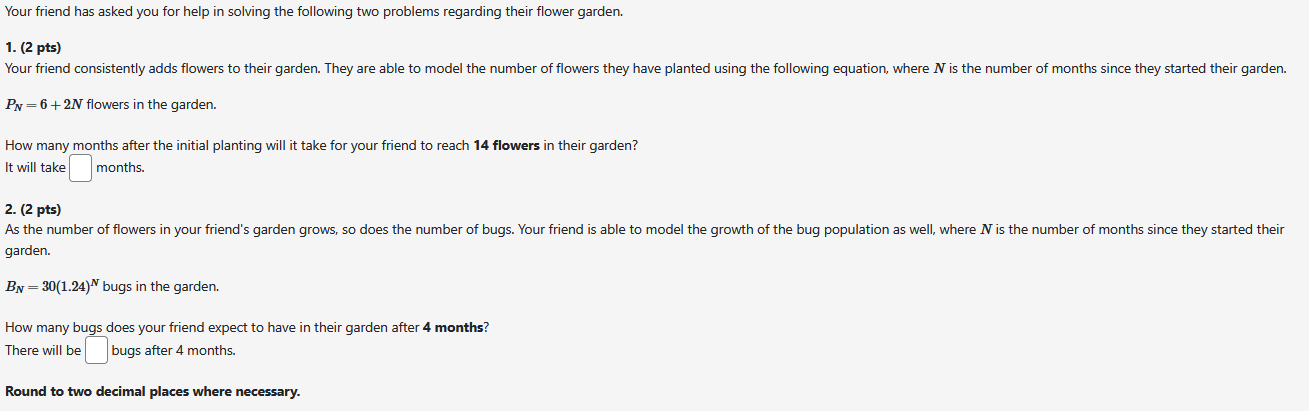 Your friend has asked you for help in solving the following two problems regarding their flower garden.
1. (2 pts)
Your friend consistently adds flowers to their garden. They are able to model the number of flowers they have planted using the following equation, where N is the number of months since they started their garden.
P_N = 6 + 2N flowers in the garden.
How many months after the initial planting will it take for your friend to reach 14 flowers in their garden?
It will take months.
2. (2 pts)
As the number of flowers in your friend's garden grows, so does the number of bugs. Your friend is able to model the growth of the bug population as well, where N is the number of months since they started their
garden.
B_N = 30(1.24)^N bugs in the garden.
How many bugs does your friend expect to have in their garden after 4 months?
There will be bugs after 4 months.
Round to two decimal places where necessary.